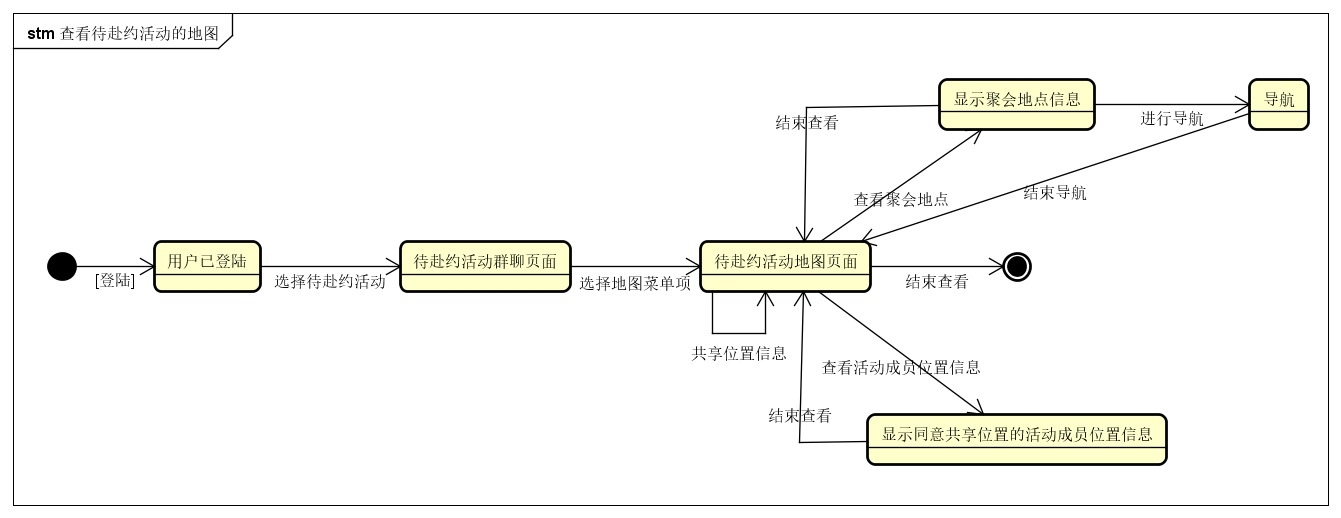 stm 查看待赴约活动的地图
显示聚会地点信息
导航
结束查看
进行导航
查看聚会地点
结束导航
用户已登陆
待赴约活动群聊页面
待赴约活动地图页面
[登陆]
选择待赴约活动
选择地图菜单项
结束查看
共享位置信息
查看活动成员位置信息
结束查看
显示同意共享位置的活动成员位置信息